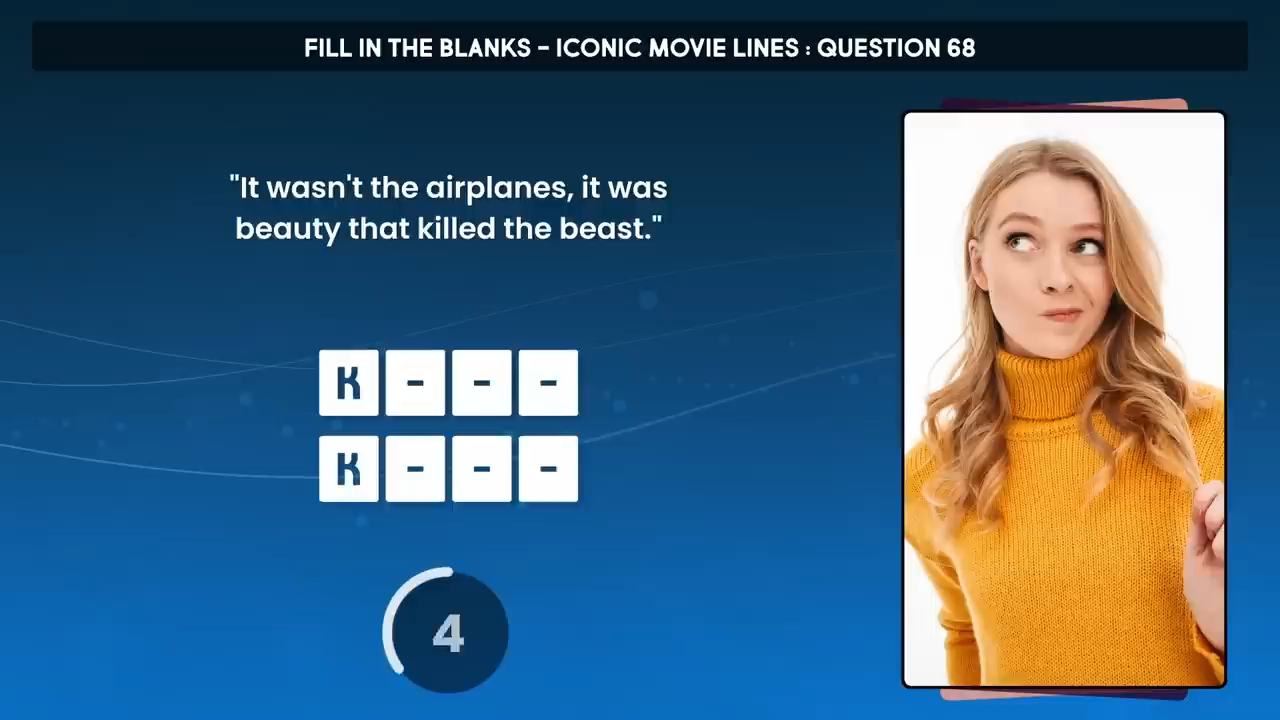 FILL IN THE BLANKS - ICONIC MOVIE LINES : QUESTION 68
"It wasn't the airplanes, it was
beauty that killed the beast."
K - - -
K - - -
4